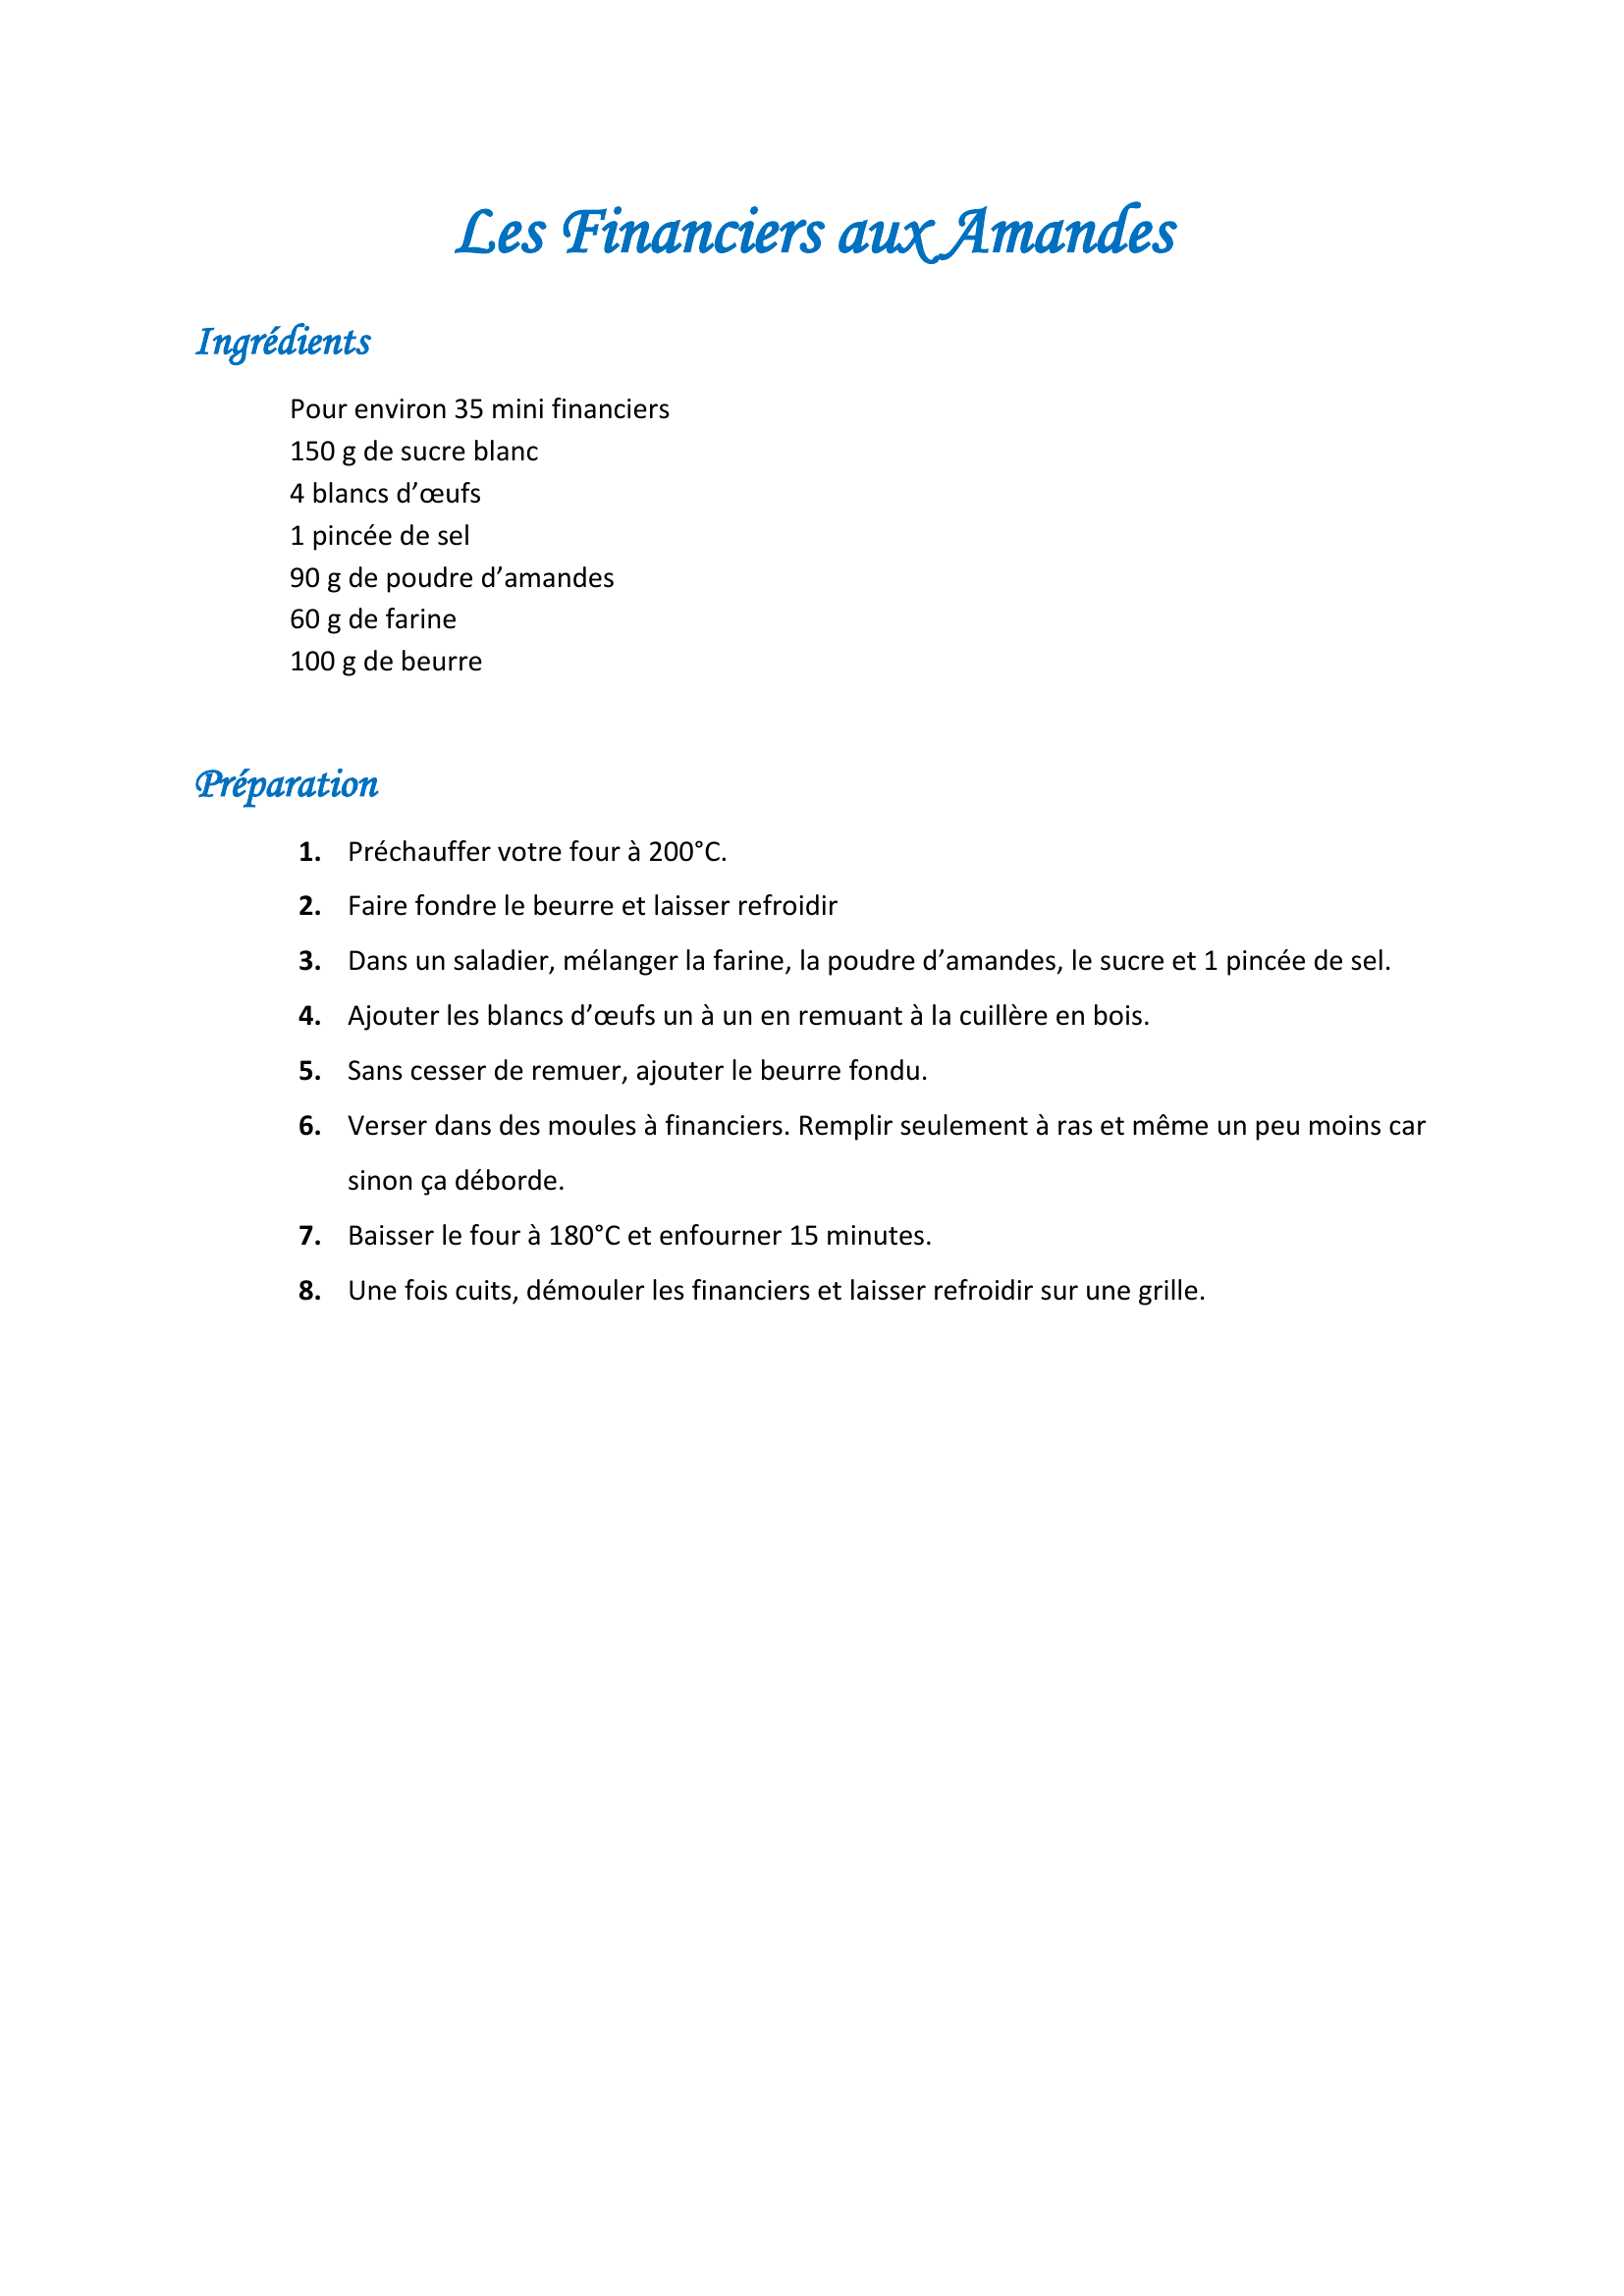 Les Financiers aux Amandes
Ingrédients
Pour environ 35 mini financiers
150 g de sucre blanc
4 blancs d’œufs
1 pincée de sel
90 g de poudre d’amandes
60 g de farine
100 g de beurre
Préparation
1. Préchauffer votre four à 200°C.
2. Faire fondre le beurre et laisser refroidir
3. Dans un saladier, mélanger la farine, la poudre d’amandes, le sucre et 1 pincée de sel.
4. Ajouter les blancs d’œufs un à un en remuant à la cuillère en bois.
5. Sans cesser de remuer, ajouter le beurre fondu.
6. Verser dans des moules à financiers. Remplir seulement à ras et même un peu moins car
sinon ça déborde.
7. Baisser le four à 180°C et enfourner 15 minutes.
8. Une fois cuits, démouler les financiers et laisser refroidir sur une grille.